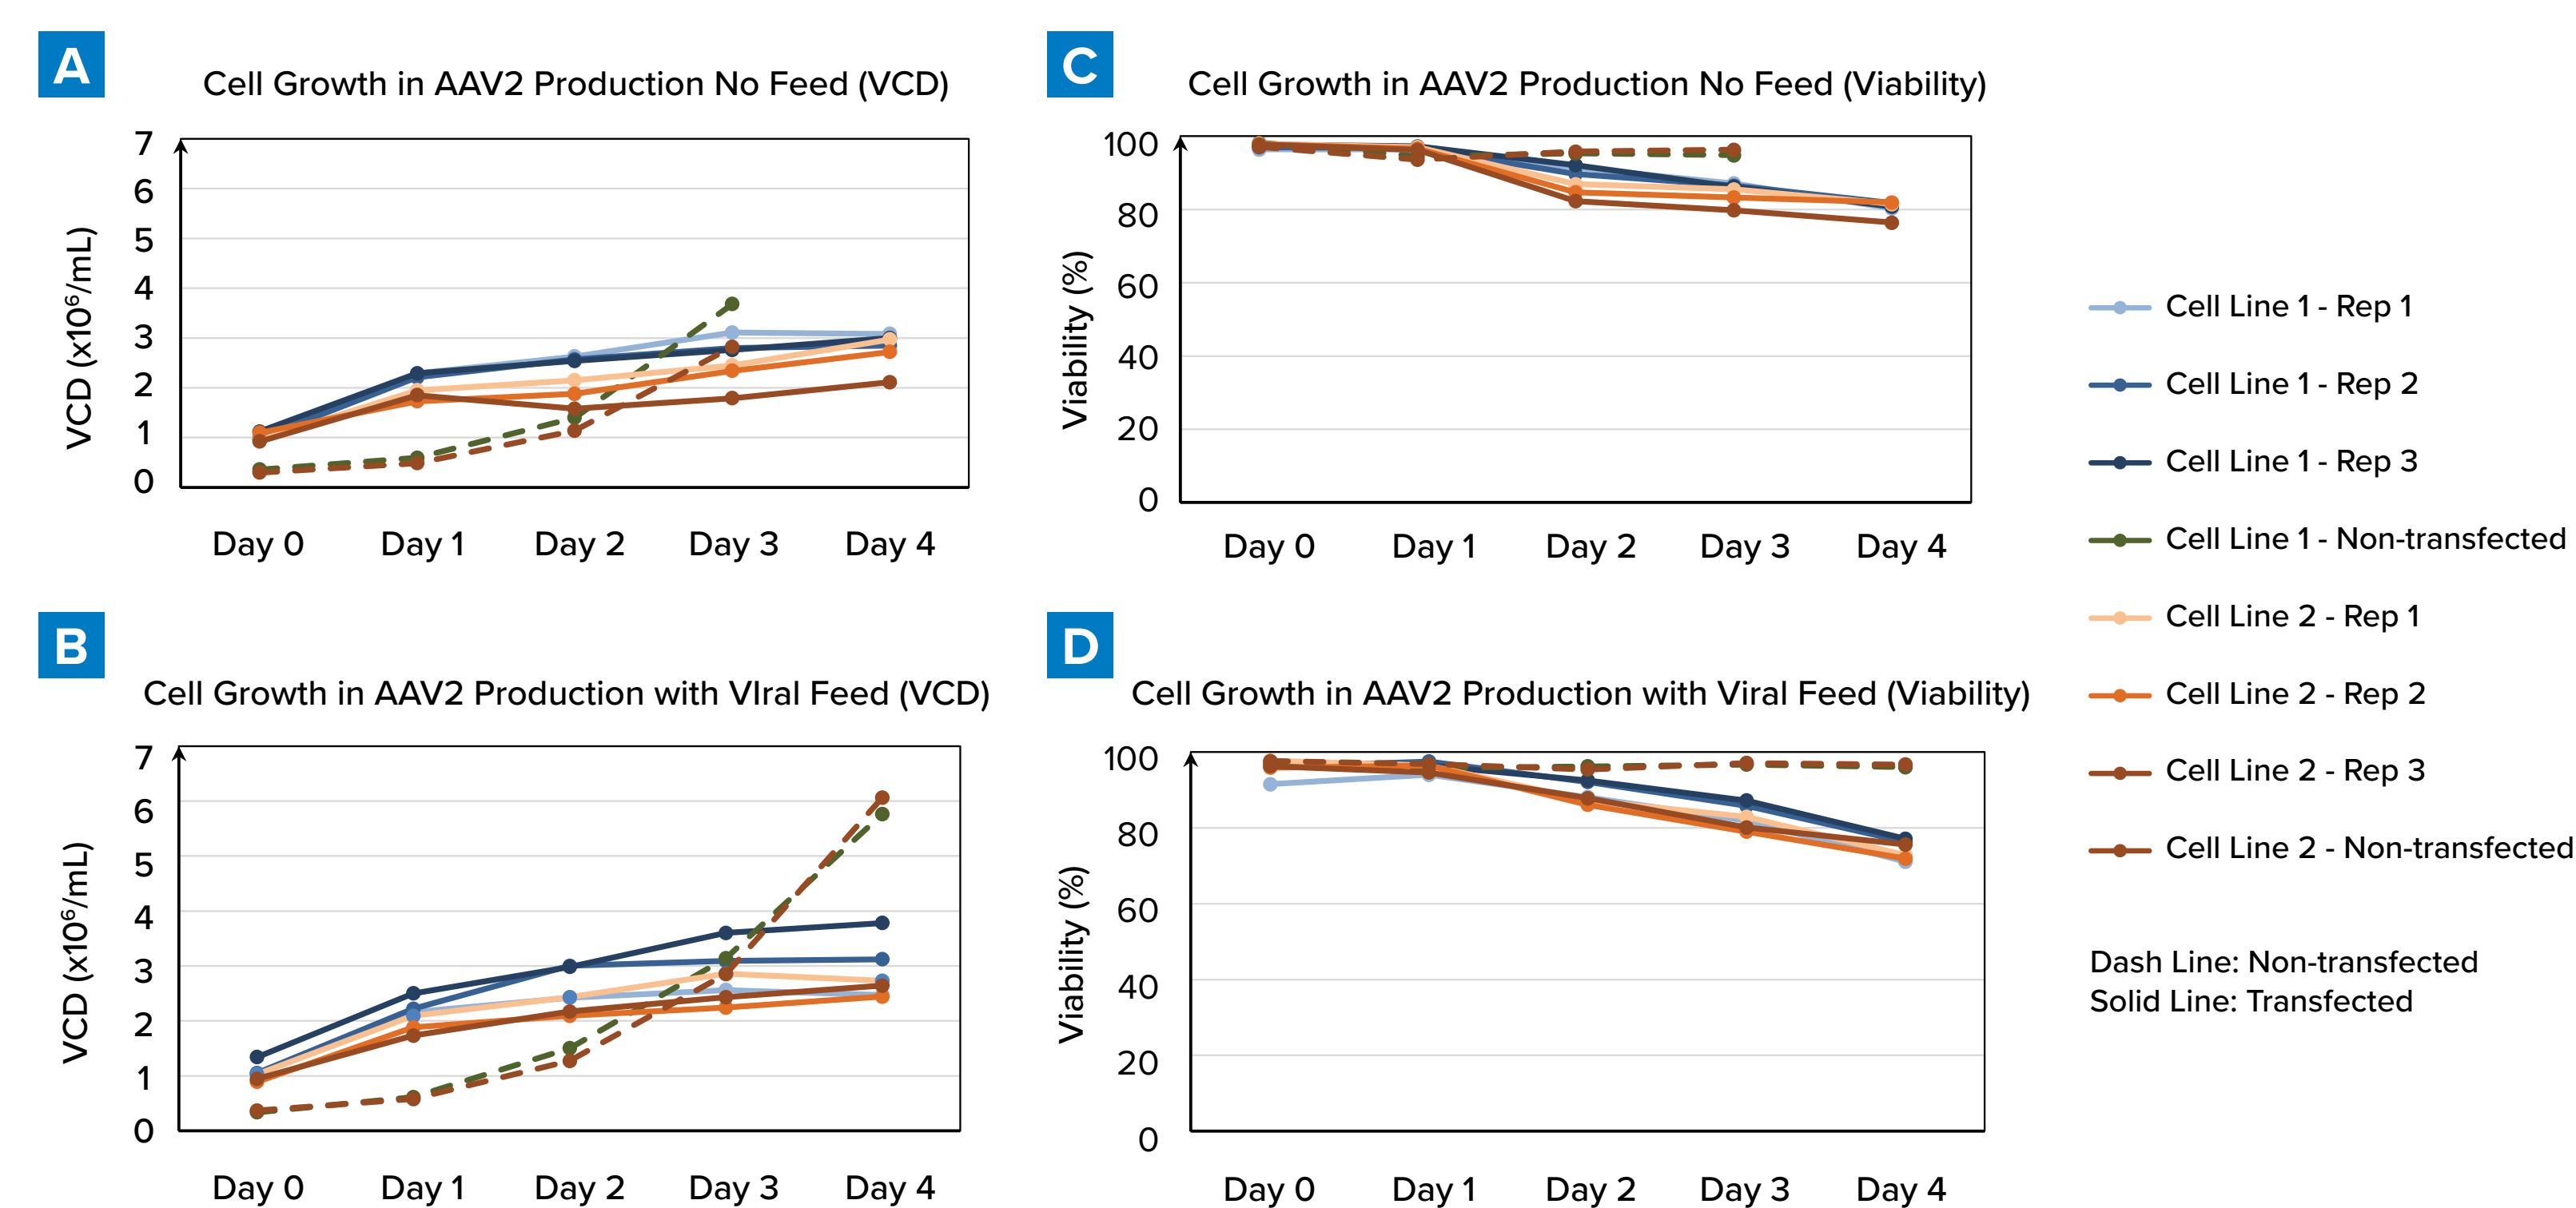 A
Cell Growth in AAV2 Production No Feed (VCD)
VCD (x10⁶/mL)
7
6
5
4
3
2
1
0
Day 0 Day 1 Day 2 Day 3 Day 4
C
Cell Growth in AAV2 Production No Feed (Viability)
Viability (%)
100
80
60
40
20
0
Day 0 Day 1 Day 2 Day 3 Day 4
B
Cell Growth in AAV2 Production with VIral Feed (VCD)
VCD (x10⁶/mL)
7
6
5
4
3
2
1
0
Day 0 Day 1 Day 2 Day 3 Day 4
D
Cell Growth in AAV2 Production with Viral Feed (Viability)
Viability (%)
100
80
60
40
20
0
Day 0 Day 1 Day 2 Day 3 Day 4
Cell Line 1 - Rep 1
Cell Line 1 - Rep 2
Cell Line 1 - Rep 3
Cell Line 1 - Non-transfected
Cell Line 2 - Rep 1
Cell Line 2 - Rep 2
Cell Line 2 - Rep 3
Cell Line 2 - Non-transfected
Dash Line: Non-transfected
Solid Line: Transfected